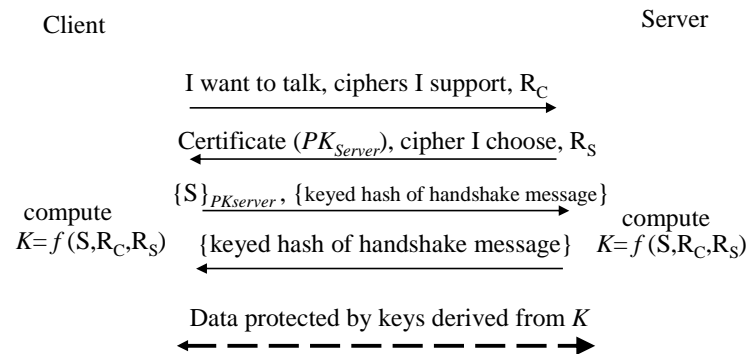 Client
Server
I want to talk, ciphers I support, R_C
Certificate (PK_Server), cipher I choose, R_S
{S}_PKserver, {keyed hash of handshake message}
compute
K= f (S,R_C,R_S)
compute
K= f (S,R_C,R_S)
{keyed hash of handshake message}
Data protected by keys derived from K